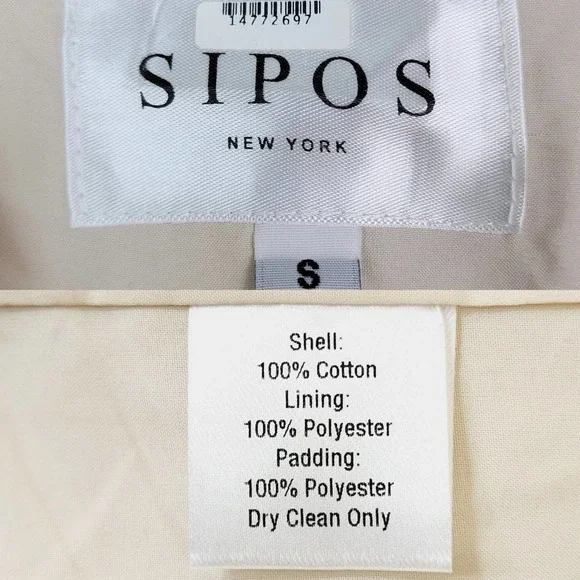 14772697
SIPOS
NEW YORK
S
Shell:
100% Cotton
Lining:
100% Polyester
Padding:
100% Polyester
Dry Clean Only